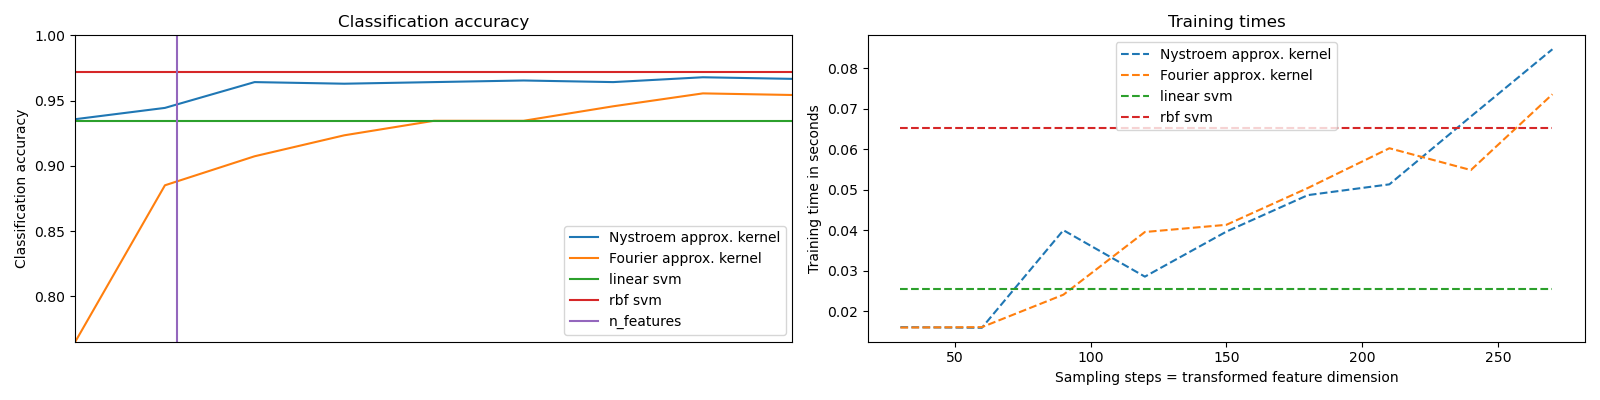 Classification accuracy
Classification accuracy
1.00
0.95
0.90
0.85
0.80
Nystroem approx. kernel
Fourier approx. kernel
linear svm
rbf svm
n_features
Training times
Training time in seconds
0.08
0.07
0.06
0.05
0.04
0.03
0.02
Nystroem approx. kernel
Fourier approx. kernel
linear svm
rbf svm
50
100
150
200
250
Sampling steps = transformed feature dimension